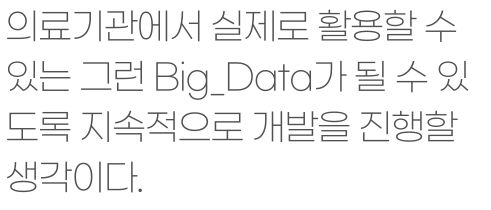 의료기관에서 실제로 활용할 수
있는 그런 Big_Data가 될 수 있
도록 지속적으로 개발을 진행할
생각이다.